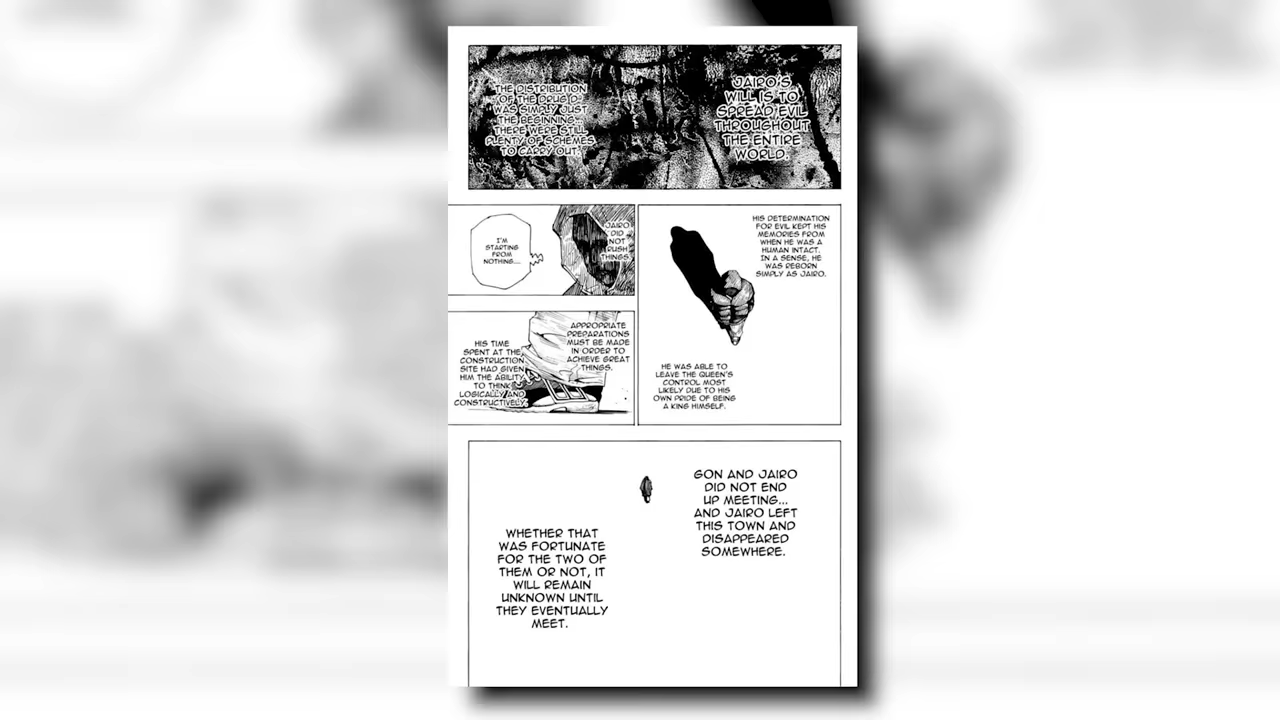 JAIRO'S
WILL IS TO
SPREAD EVIL
THROUGHOUT
THE ENTIRE
WORLD.
THE DISTRIBUTION
OF THE DRUG D²
WAS SIMPLY JUST
THE BEGINNING...
THERE WERE STILL
PLENTY OF SCHEMES
TO CARRY OUT.
HIS DETERMINATION
FOR EVIL KEPT HIS
MEMORIES FROM
WHEN HE WAS A
HUMAN INTACT.
IN A SENSE, HE
WAS REBORN
SIMPLY AS JAIRO.
HE WAS ABLE TO
LEAVE THE QUEEN'S
CONTROL MOST
LIKELY DUE TO HIS
OWN PRIDE OF BEING
A KING HIMSELF.
JAIRO
DID
NOT
RUSH
THINGS.
I'M
STARTING
FROM
NOTHING...
APPROPRIATE
PREPARATIONS
MUST BE MADE
IN ORDER TO
ACHIEVE GREAT
THINGS.
HIS TIME
SPENT AT THE
CONSTRUCTION
SITE HAD GIVEN
HIM THE ABILITY
TO THINK
LOGICALLY AND
CONSTRUCTIVELY.
GON AND JAIRO
DID NOT END
UP MEETING...
AND JAIRO LEFT
THIS TOWN AND
DISAPPEARED
SOMEWHERE.
WHETHER THAT
WAS FORTUNATE
FOR THE TWO OF
THEM OR NOT, IT
WILL REMAIN
UNKNOWN UNTIL
THEY EVENTUALLY
MEET.